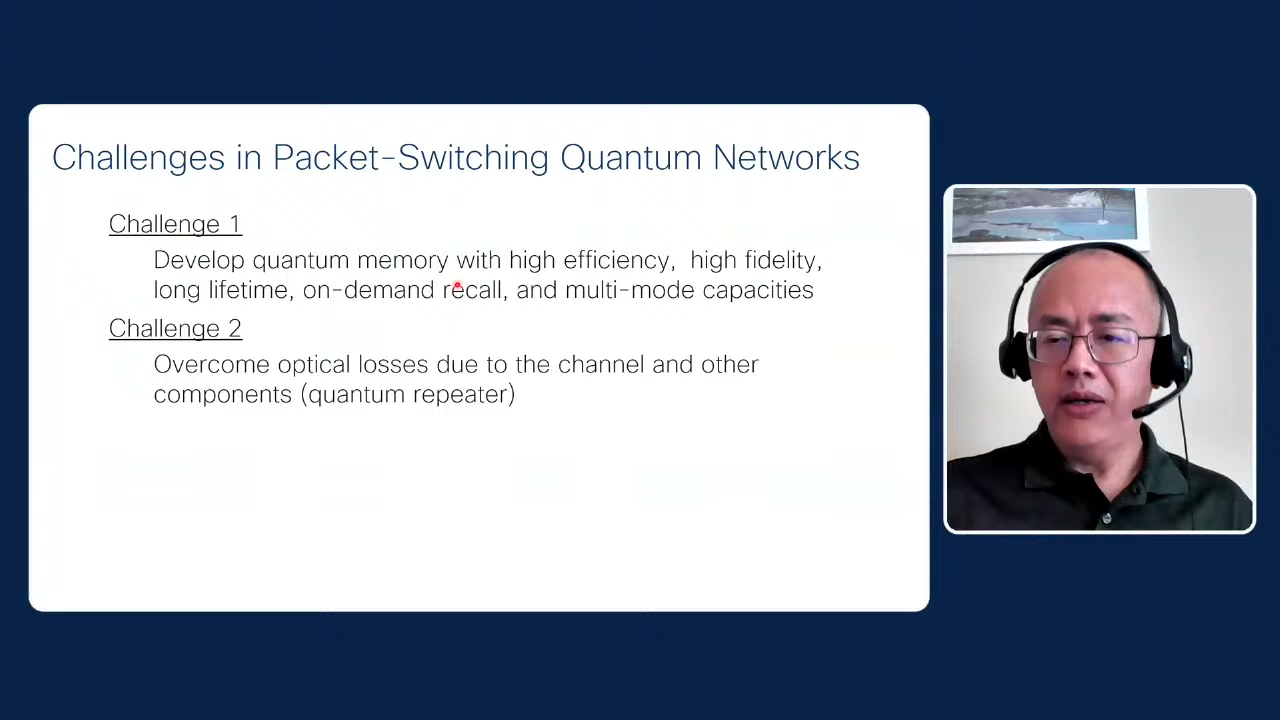 Challenges in Packet-Switching Quantum Networks
Challenge 1
Develop quantum memory with high efficiency, high fidelity,
long lifetime, on-demand recall, and multi-mode capacities
Challenge 2
Overcome optical losses due to the channel and other
components (quantum repeater)